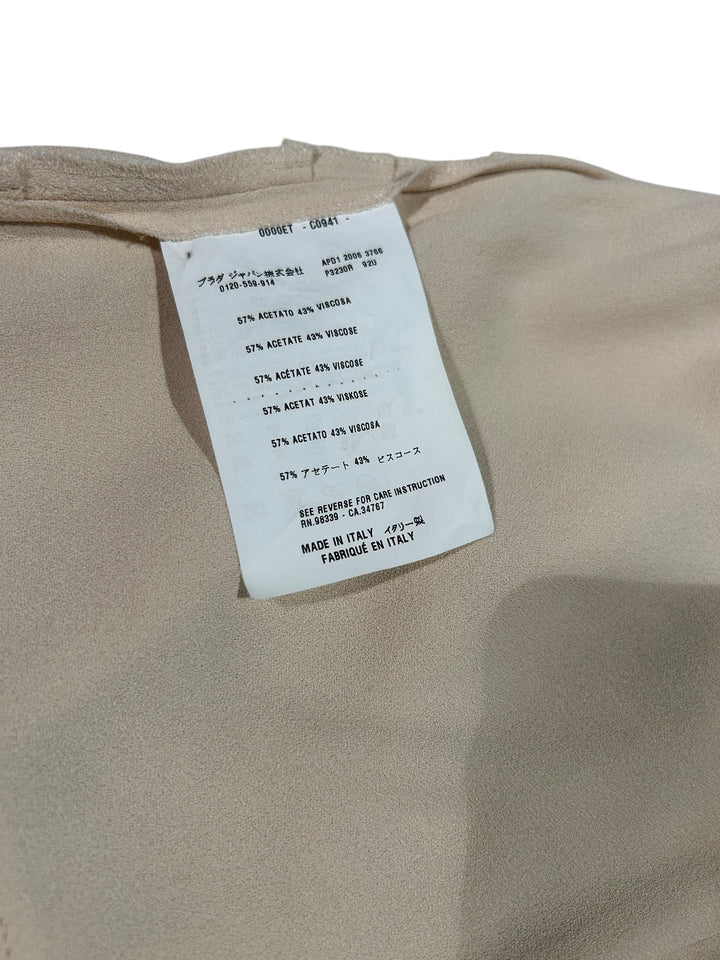 0D00ET - C0941 -
プラダ ジャパン株式会社
0120-559-914
APD1 2006 3766
P3230R 92U
57% ACETATO 43% VISCOSA
57% ACETATE 43% VISCOSE
57% ACÉTATE 43% VISCOSE
57% ACETAT 43% VISKOSE
57% ACETATO 43% VISCOSA
57% アセテート 43% ビスコース
SEE REVERSE FOR CARE INSTRUCTION
RN.98339 - CA.34767
MADE IN ITALY イタリー製
FABRIQUÉ EN ITALY